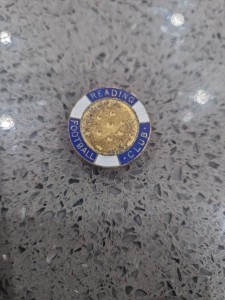 READING
FOOTBALL
· CLUB ·